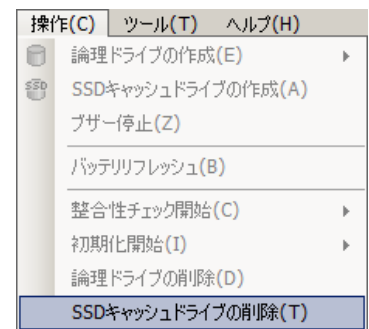 操作(C) ツール(T) ヘルプ(H)
論理ドライブの作成(E)
SSD SSDキャッシュドライブの作成(A)
ブザー停止(Z)
バッテリリフレッシュ(B)
整合性チェック開始(C)
初期化開始(I)
論理ドライブの削除(D)
SSDキャッシュドライブの削除(T)